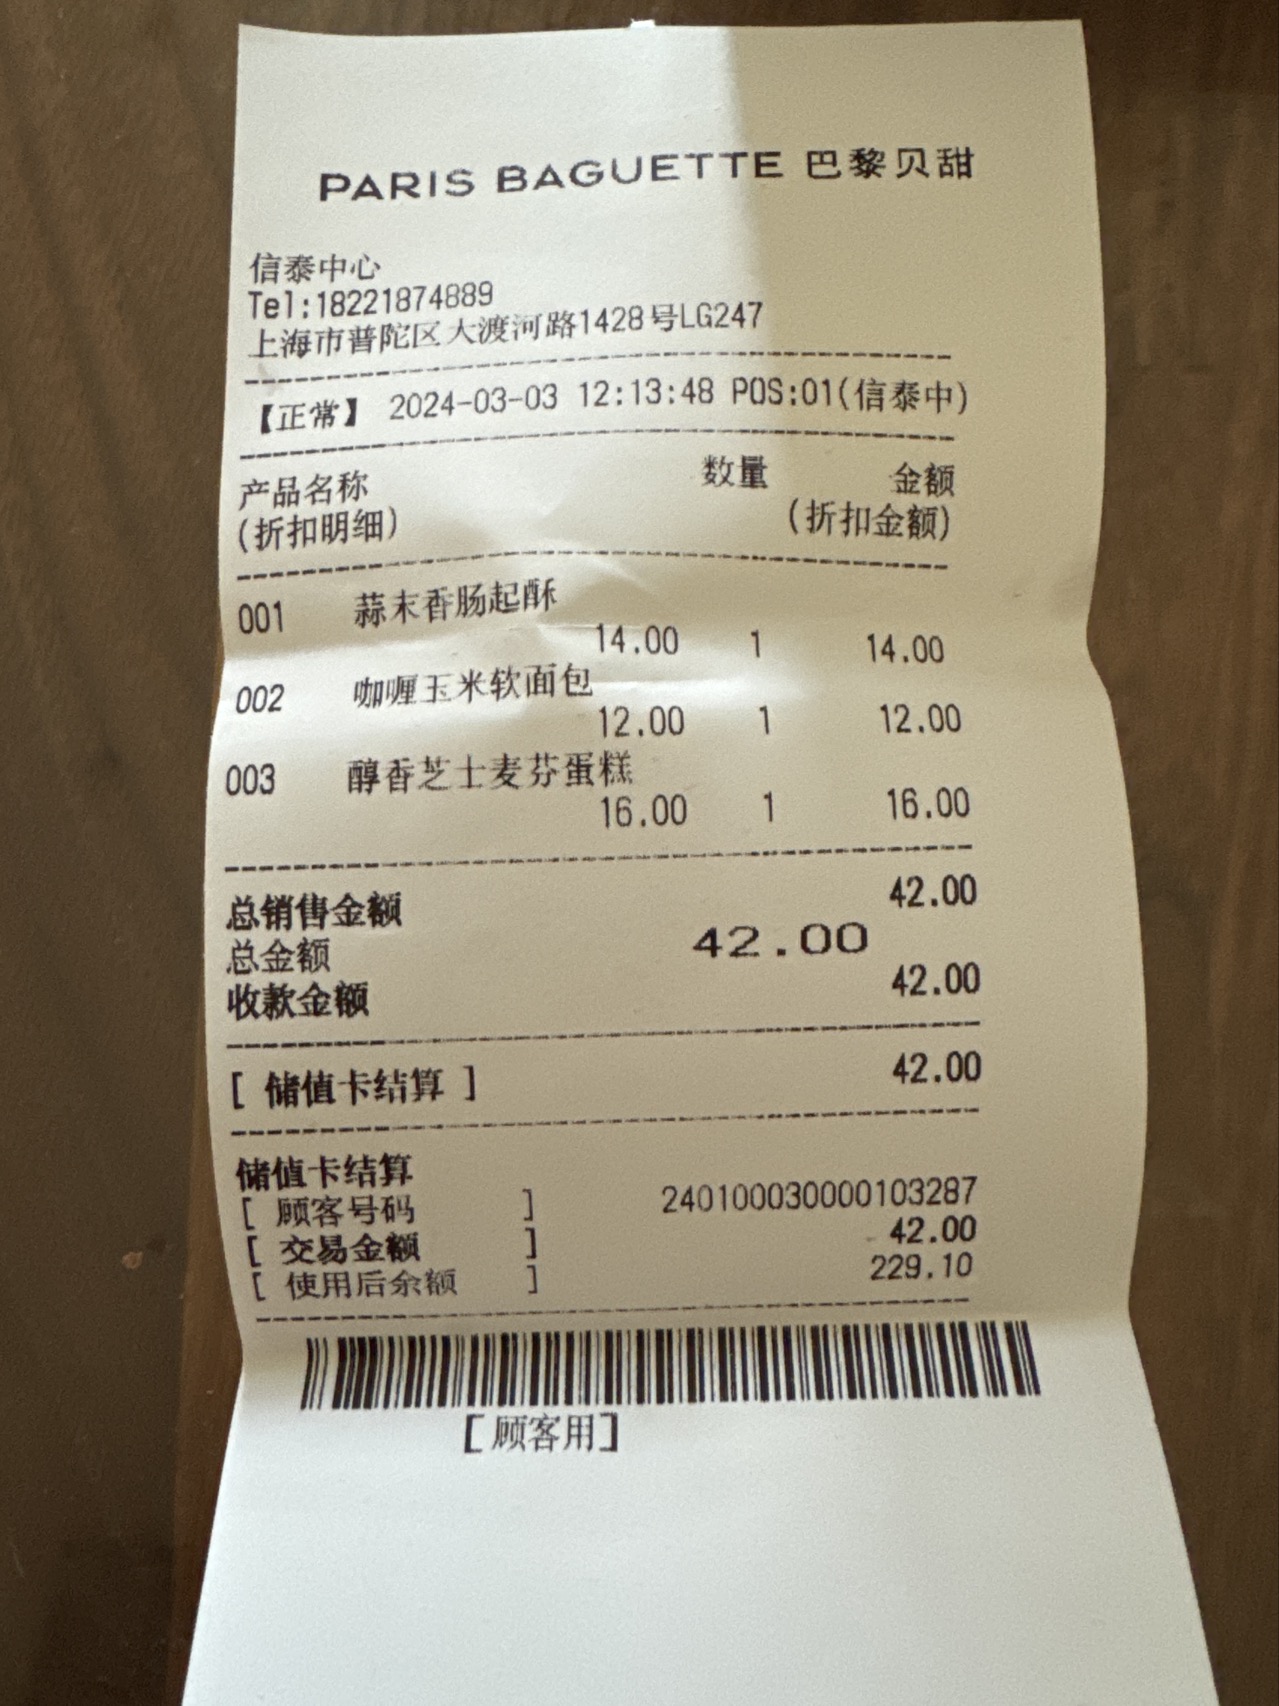 PARIS BAGUETTE 巴黎贝甜
信泰中心
Tel:18221874889
上海市普陀区大渡河路1428号LG247
【正常】 2024-03-03 12:13:48 POS:01(信泰中)
产品名称 数量 金额
(折扣明细) (折扣金额)
001 蒜末香肠起酥
14.00 1 14.00
002 咖喱玉米软面包
12.00 1 12.00
003 醇香芝士麦芬蛋糕
16.00 1 16.00
总销售金额 42.00
总金额 42.00
收款金额 42.00
[ 储值卡结算 ] 42.00
储值卡结算
[ 顾客号码 ] 240100030000103287
[ 交易金额 ] 42.00
[ 使用后余额 ] 229.10
[顾客用]